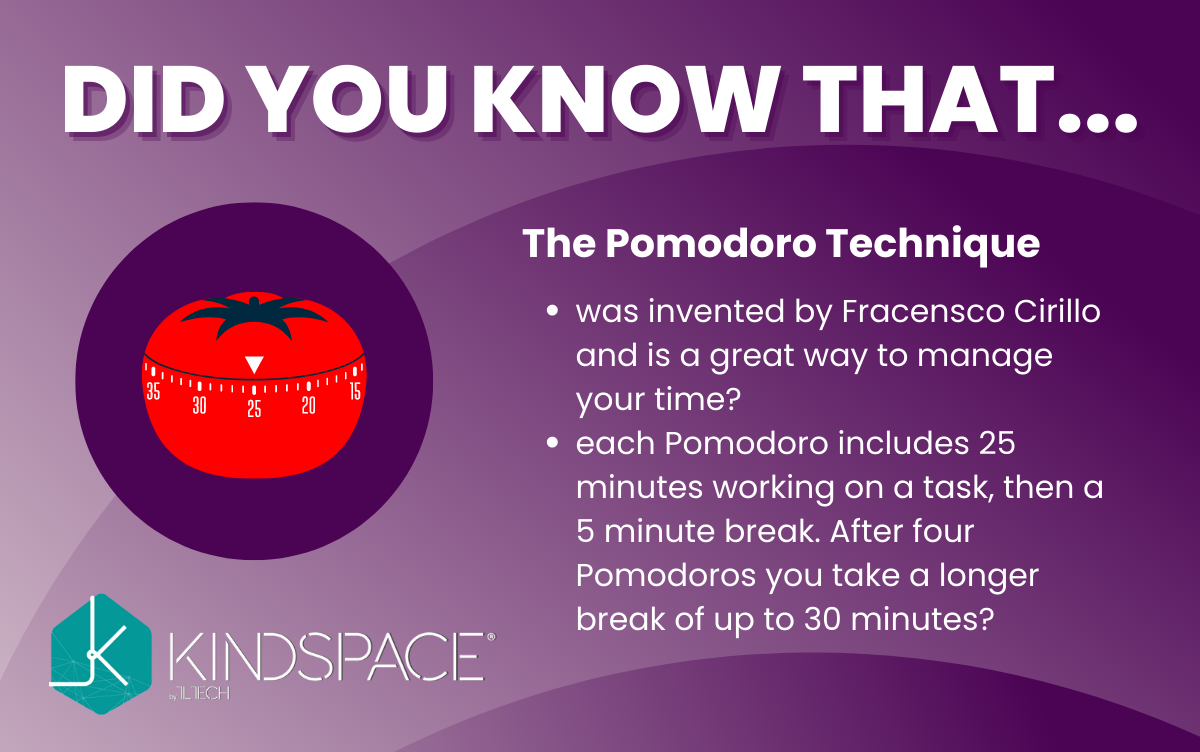 DID YOU KNOW THAT...
The Pomodoro Technique
• was invented by Fracensco Cirillo
and is a great way to manage
your time?
• each Pomodoro includes 25
minutes working on a task, then a
5 minute break. After four
Pomodoros you take a longer
break of up to 30 minutes?
35 30 25 20 15
KINDSPACE®
by TLTECH